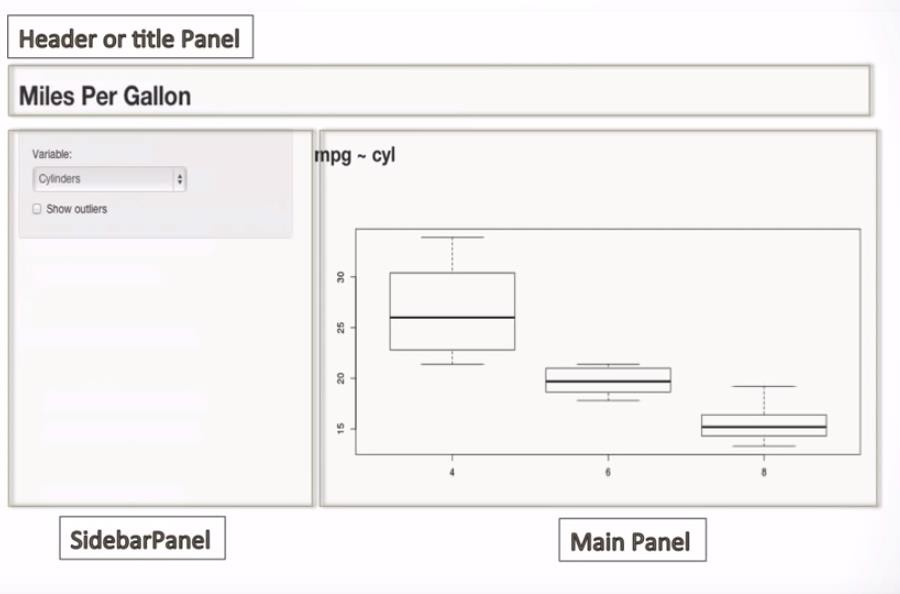 Header or title Panel
Miles Per Gallon
Variable:
Cylinders
Show outliers
mpg ~ cyl
30
25
20
15
4
6
8
SidebarPanel
Main Panel